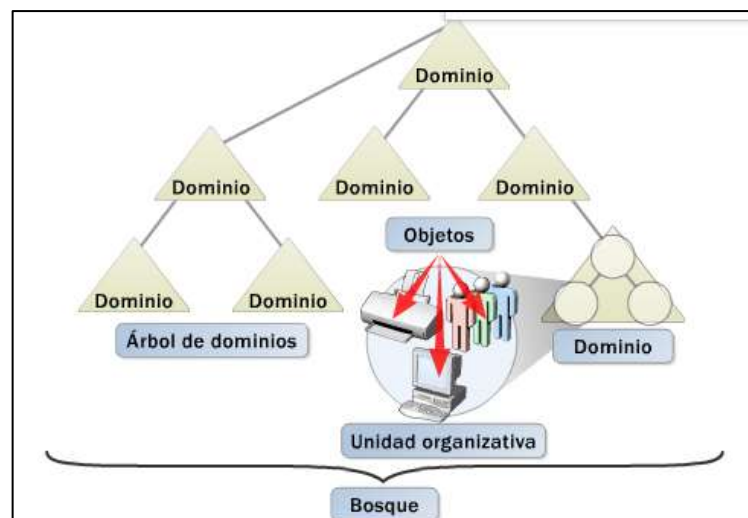 Dominio
Dominio
Dominio
Dominio
Objetos
Dominio
Dominio
Árbol de dominios
Dominio
Unidad organizativa
Bosque